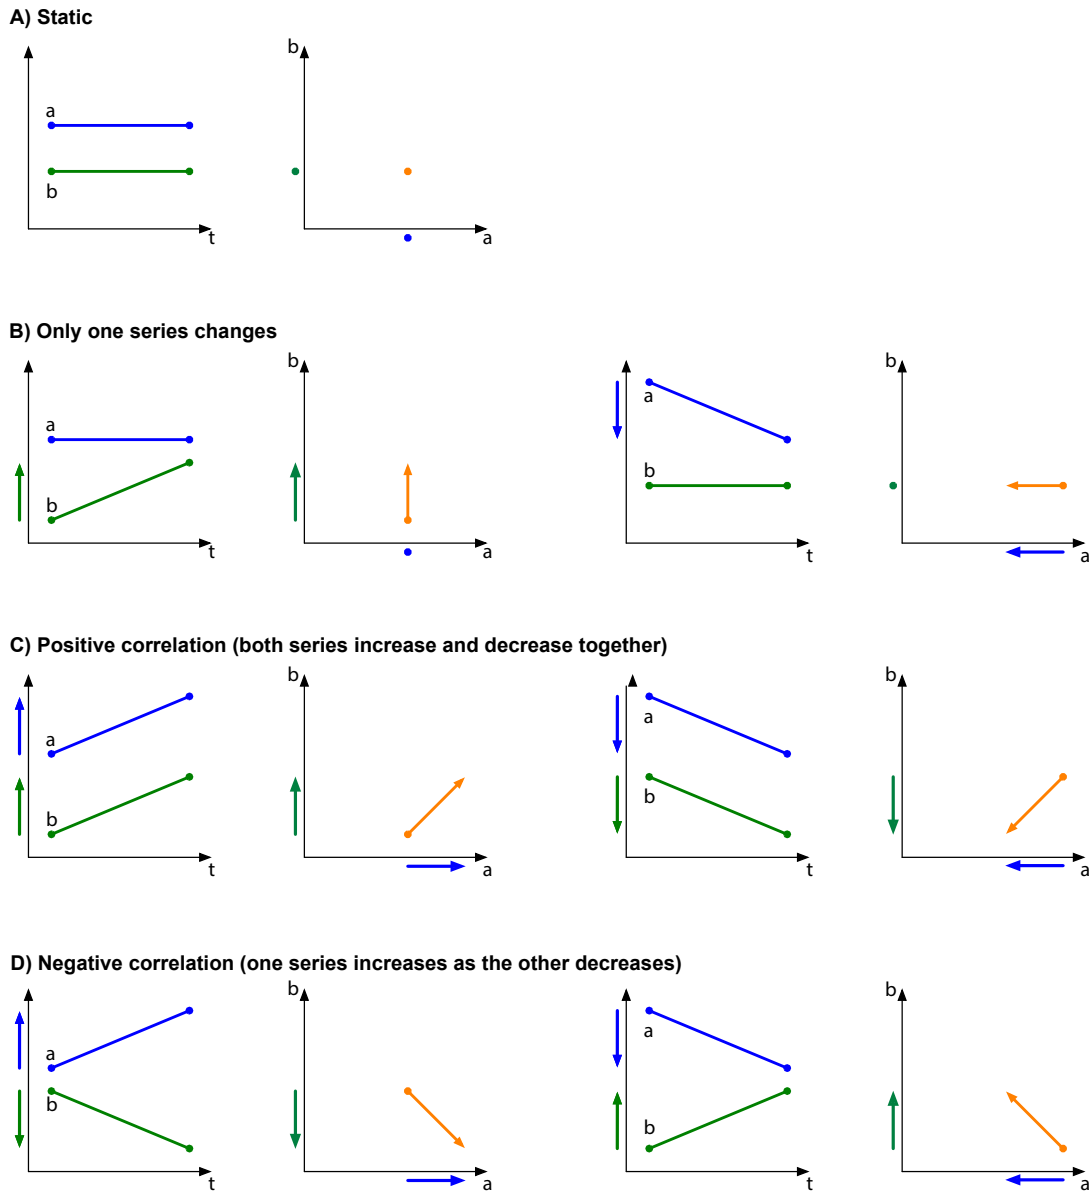 A) Static
b
a
b
t
a
B) Only one series changes
b
b
a
a
b
b
t
a
t
a
C) Positive correlation (both series increase and decrease together)
b
b
a
a
b
b
t
a
t
a
D) Negative correlation (one series increases as the other decreases)
b
b
a
a
b
b
t
a
t
a